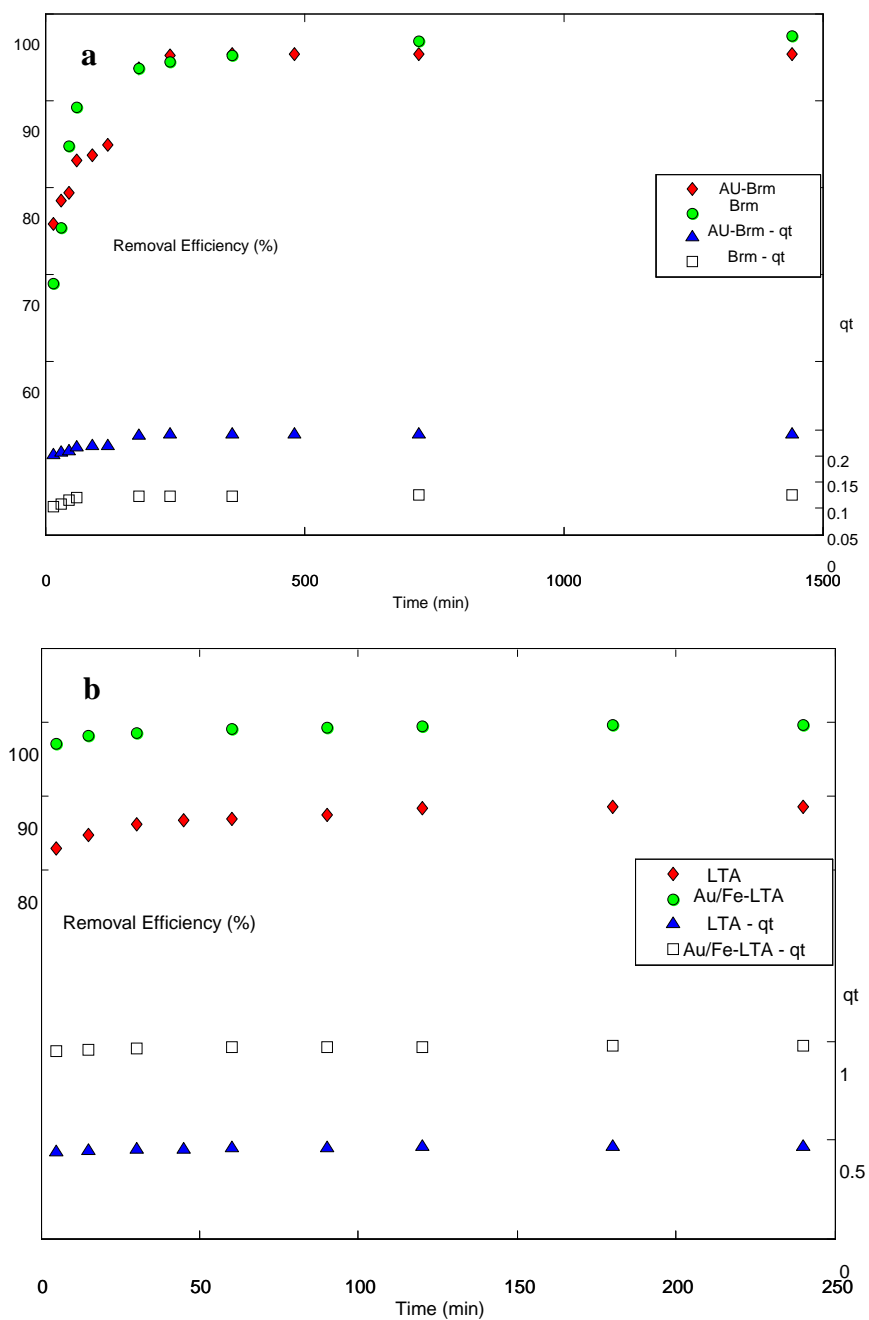 100
a
90
AU-Brm
80
Brm
AU-Brm - qt
Removal Efficiency (%)
Brm - qt
70
qt
60
0.2
0.15
0.1
0.05
0
0
500
1000
1500
Time (min)
b
100
90
80
LTA
Au/Fe-LTA
Removal Efficiency (%)
LTA - qt
Au/Fe-LTA - qt
qt
1
0.5
0
0
50
100
150
200
250
Time (min)